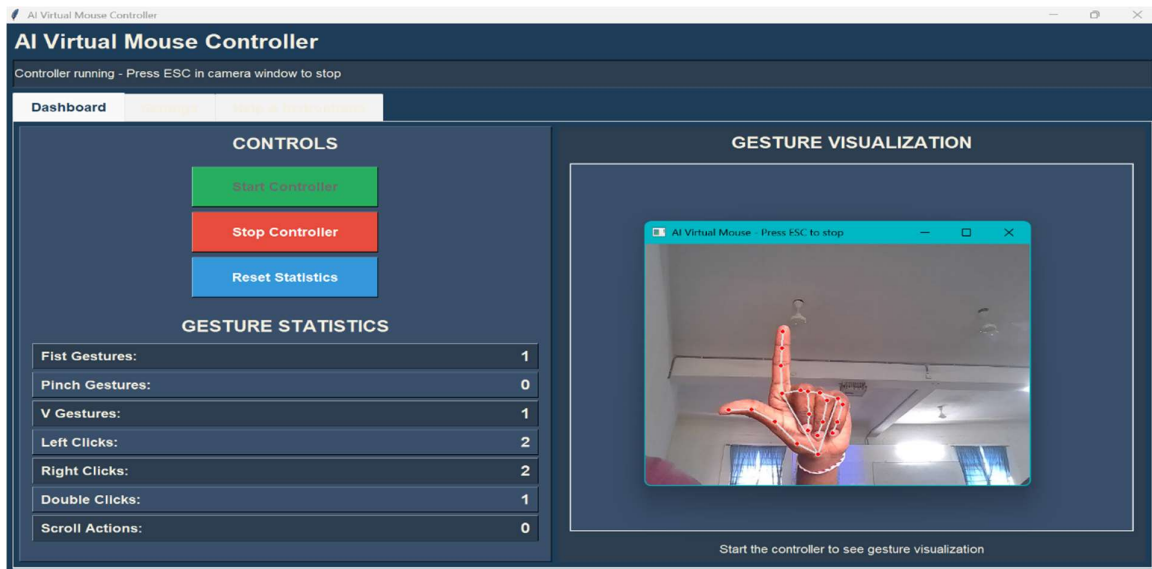 AI Virtual Mouse Controller
AI Virtual Mouse Controller
Controller running - Press ESC in camera window to stop
Dashboard
CONTROLS
Start Controller
Stop Controller
Reset Statistics
GESTURE STATISTICS
Fist Gestures: 1
Pinch Gestures: 0
V Gestures: 1
Left Clicks: 2
Right Clicks: 2
Double Clicks: 1
Scroll Actions: 0
GESTURE VISUALIZATION
AI Virtual Mouse - Press ESC to stop
Start the controller to see gesture visualization